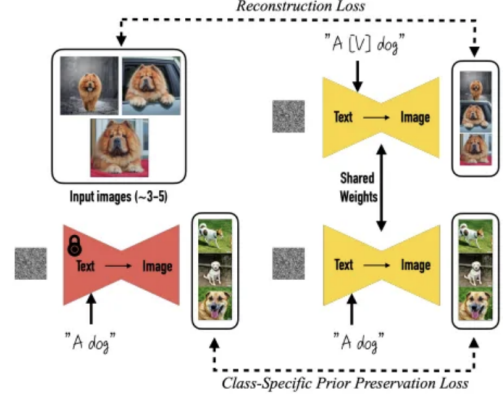 Reconstruction Loss
"A [V] dog"
Text → Image
Input images (~3-5)
Shared
Weights
Text → Image
Text → Image
"A dog"
"A dog"
Class-Specific Prior Preservation Loss